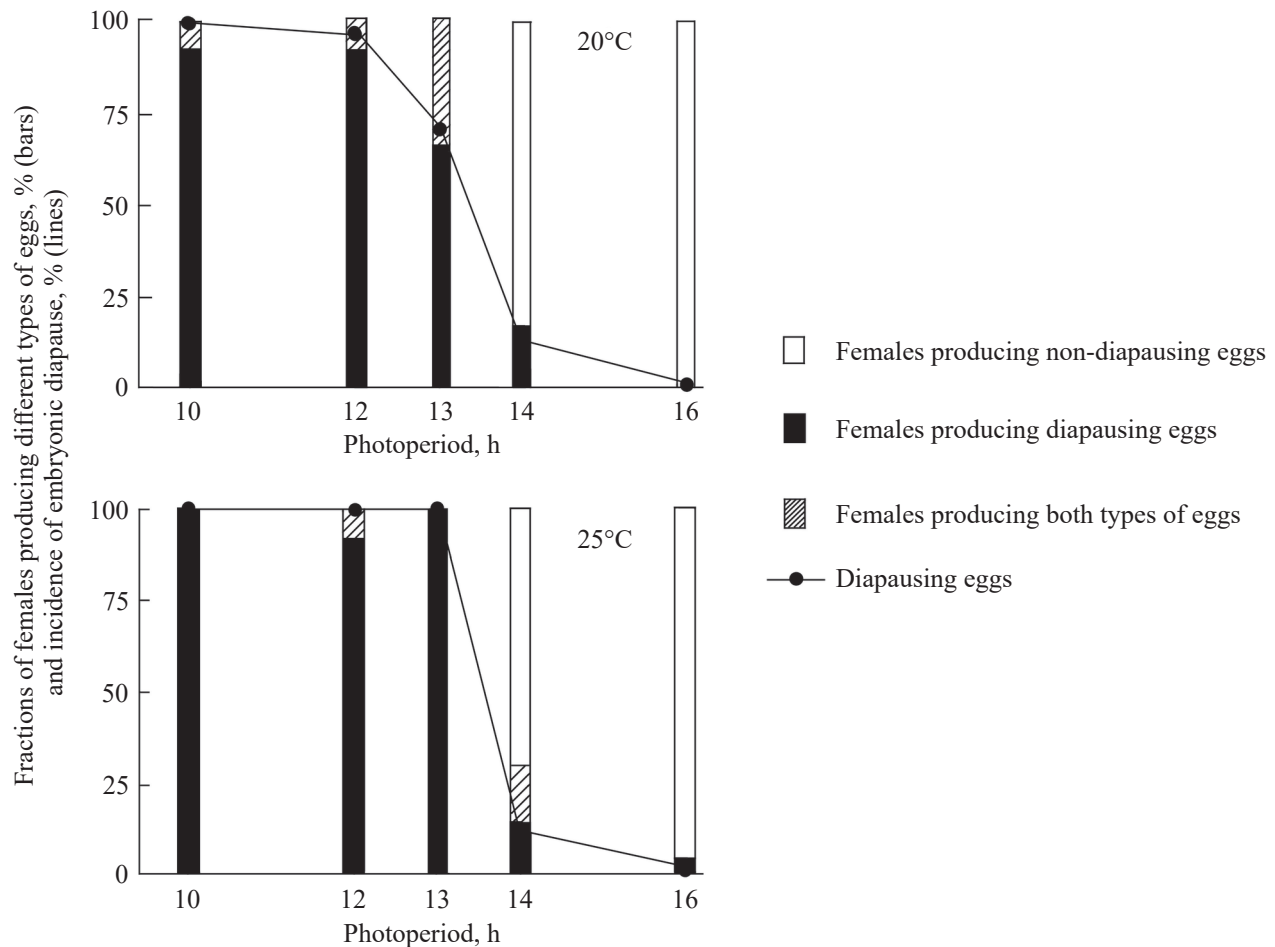 Fractions of females producing different types of eggs, % (bars)
and incidence of embryonic diapause, % (lines)
100
75
50
25
0
20°C
10 12 13 14 16
Photoperiod, h
100
75
50
25
0
25°C
10 12 13 14 16
Photoperiod, h
Females producing non-diapausing eggs
Females producing diapausing eggs
Females producing both types of eggs
Diapausing eggs